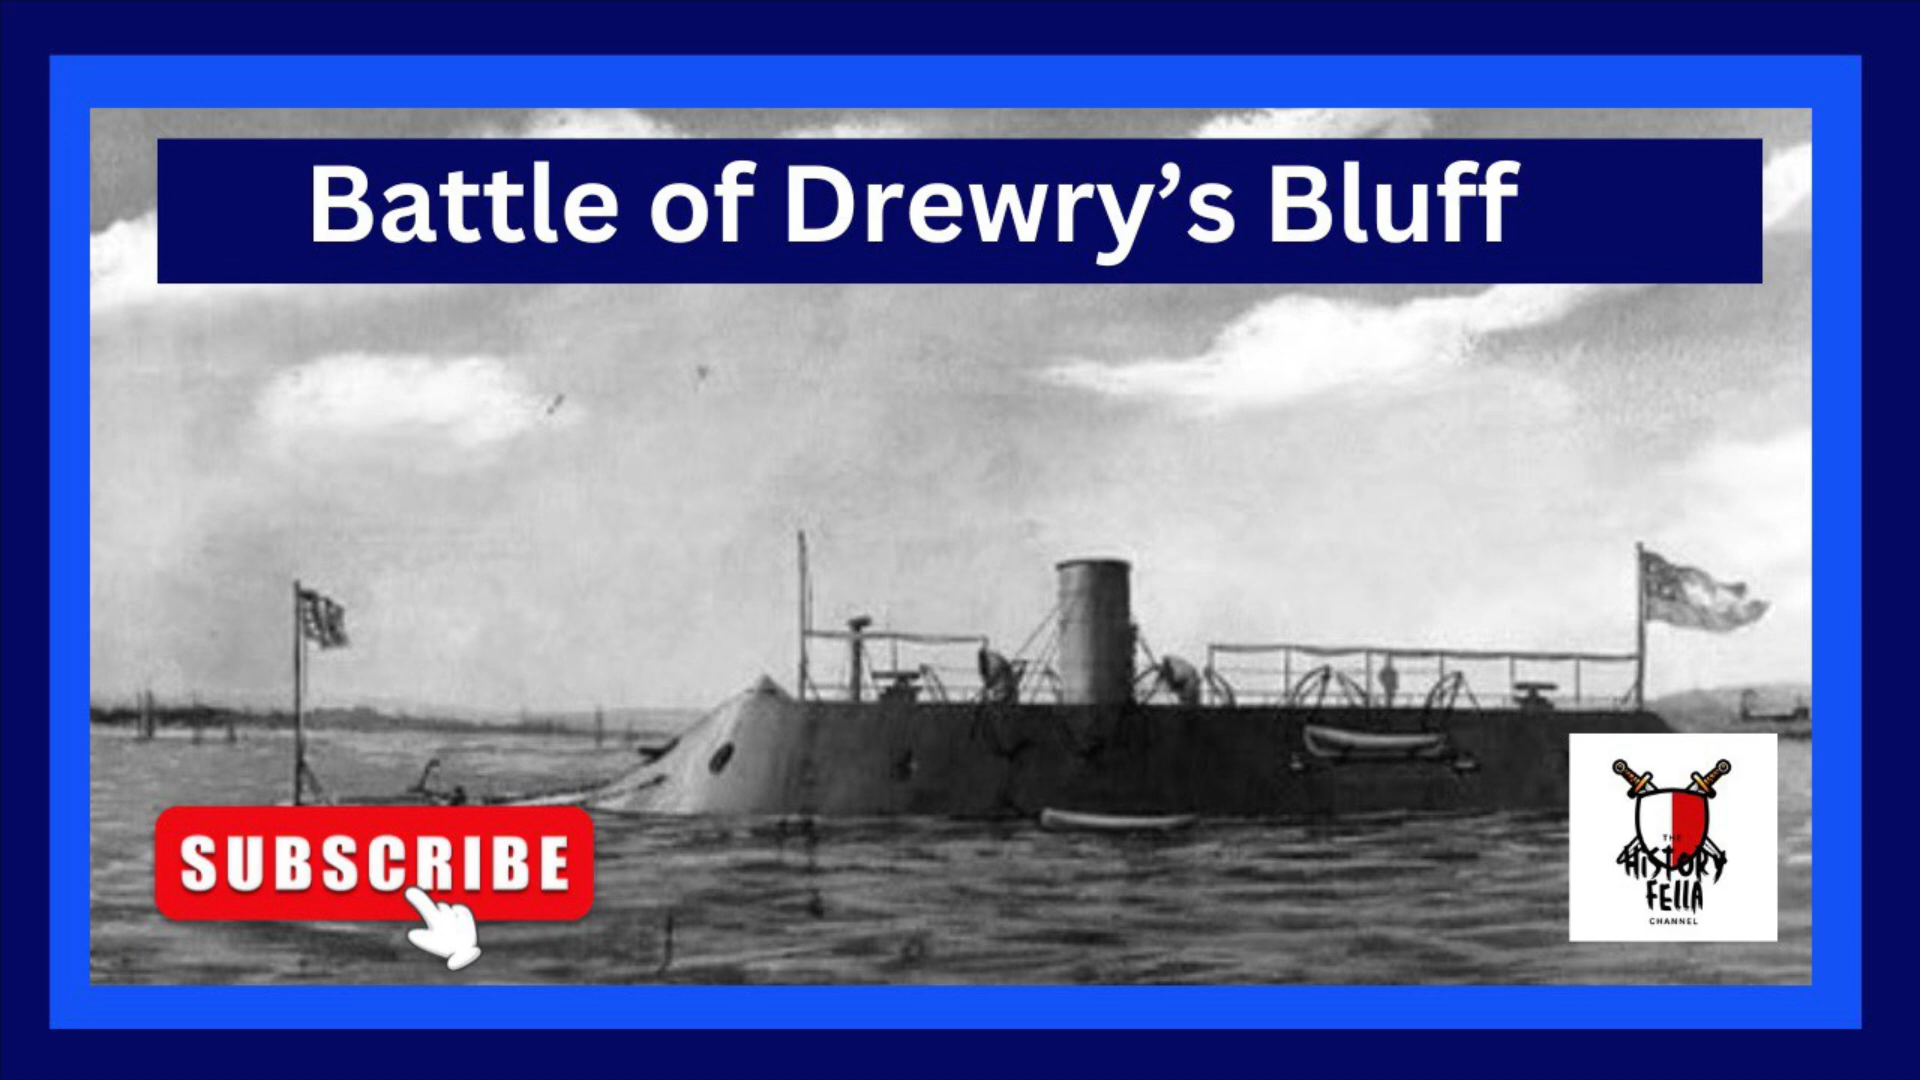 Battle of Drewry’s Bluff
SUBSCRIBE
THE
HISTORY
FELLA
CHANNEL